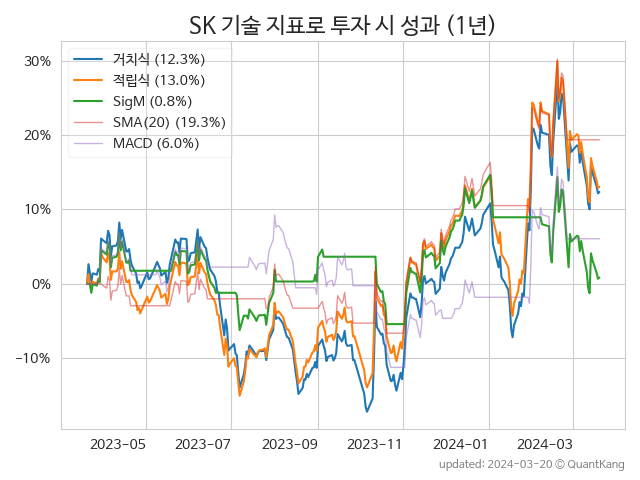 SK 기술 지표로 투자 시 성과 (1년)
30%
20%
10%
0%
−10%
거치식 (12.3%)
적립식 (13.0%)
SigM (0.8%)
SMA(20) (19.3%)
MACD (6.0%)
2023-05 2023-07 2023-09 2023-11 2024-01 2024-03
updated: 2024-03-20 © QuantKang